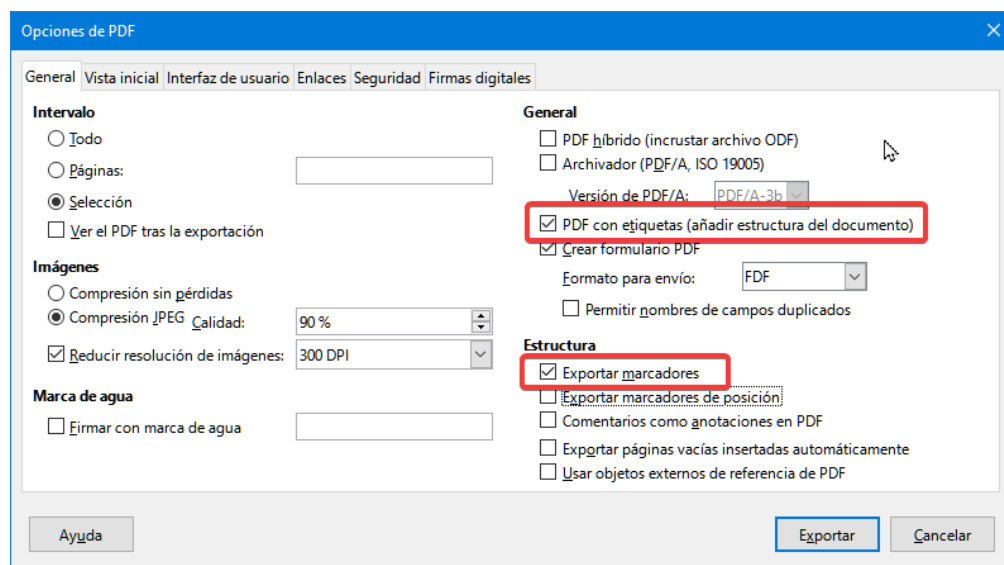 Opciones de PDF
General Vista inicial Interfaz de usuario Enlaces Seguridad Firmas digitales
Intervalo
Todo
Páginas:
Selección
Ver el PDF tras la exportación
Imágenes
Compresión sin pérdidas
Compresión JPEG Calidad: 90 %
Reducir resolución de imágenes: 300 DPI
Marca de agua
Firmar con marca de agua
General
PDF híbrido (incrustar archivo ODF)
Archivador (PDF/A, ISO 19005)
Versión de PDF/A: PDF/A-3b
PDF con etiquetas (añadir estructura del documento)
Crear formulario PDF
Formato para envío: FDF
Permitir nombres de campos duplicados
Estructura
Exportar marcadores
Exportar marcadores de posición
Comentarios como anotaciones en PDF
Exportar páginas vacías insertadas automáticamente
Usar objetos externos de referencia de PDF
Ayuda Exportar Cancelar